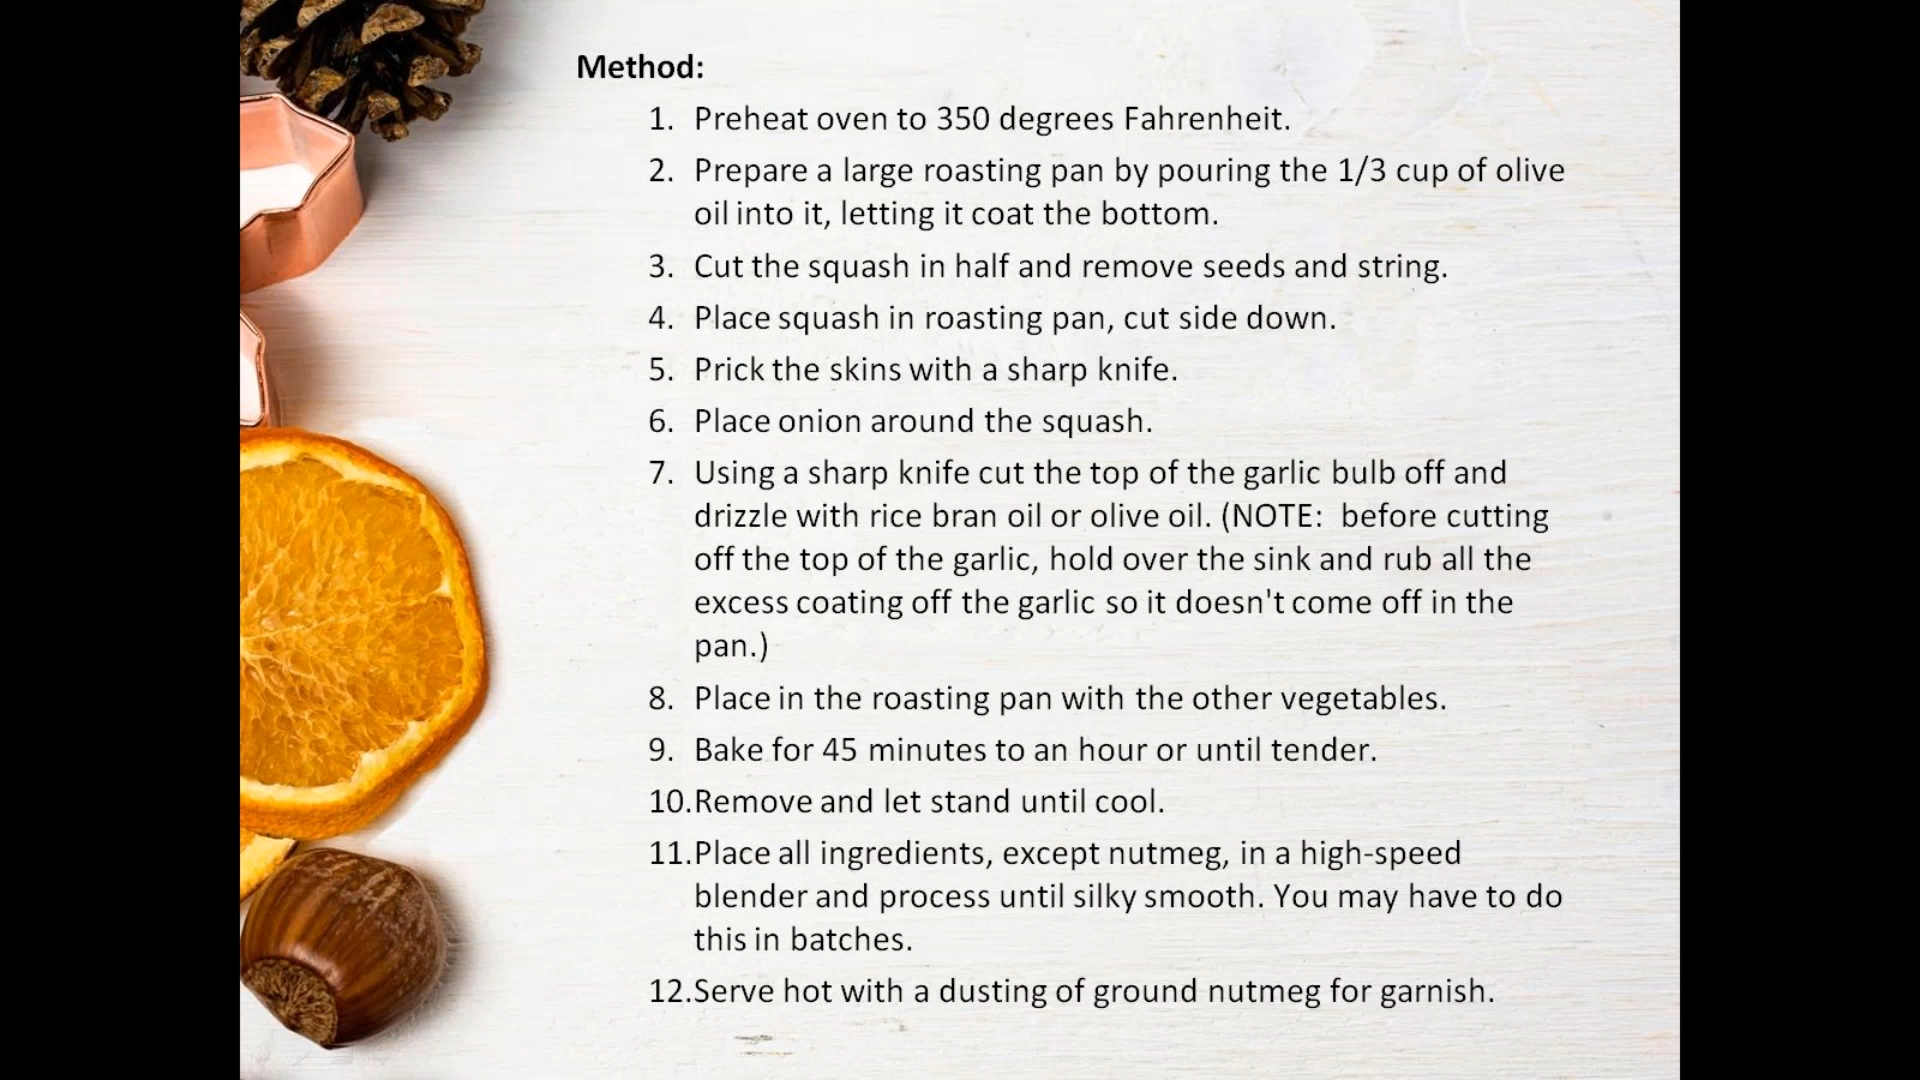 Method:
1. Preheat oven to 350 degrees Fahrenheit.
2. Prepare a large roasting pan by pouring the 1/3 cup of olive
oil into it, letting it coat the bottom.
3. Cut the squash in half and remove seeds and string.
4. Place squash in roasting pan, cut side down.
5. Prick the skins with a sharp knife.
6. Place onion around the squash.
7. Using a sharp knife cut the top of the garlic bulb off and
drizzle with rice bran oil or olive oil. (NOTE:  before cutting
off the top of the garlic, hold over the sink and rub all the
excess coating off the garlic so it doesn't come off in the
pan.)
8. Place in the roasting pan with the other vegetables.
9. Bake for 45 minutes to an hour or until tender.
10.Remove and let stand until cool.
11.Place all ingredients, except nutmeg, in a high-speed
blender and process until silky smooth. You may have to do
this in batches.
12.Serve hot with a dusting of ground nutmeg for garnish.